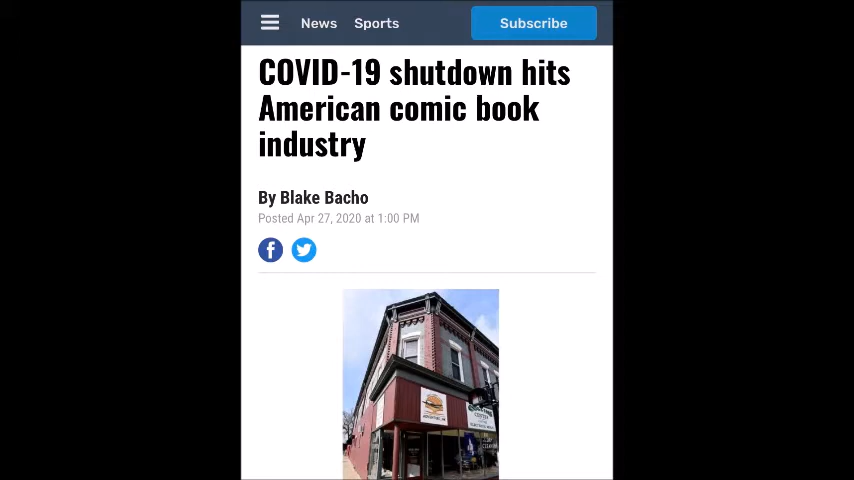 News Sports Subscribe
COVID-19 shutdown hits
American comic book
industry
By Blake Bacho
Posted Apr 27, 2020 at 1:00 PM